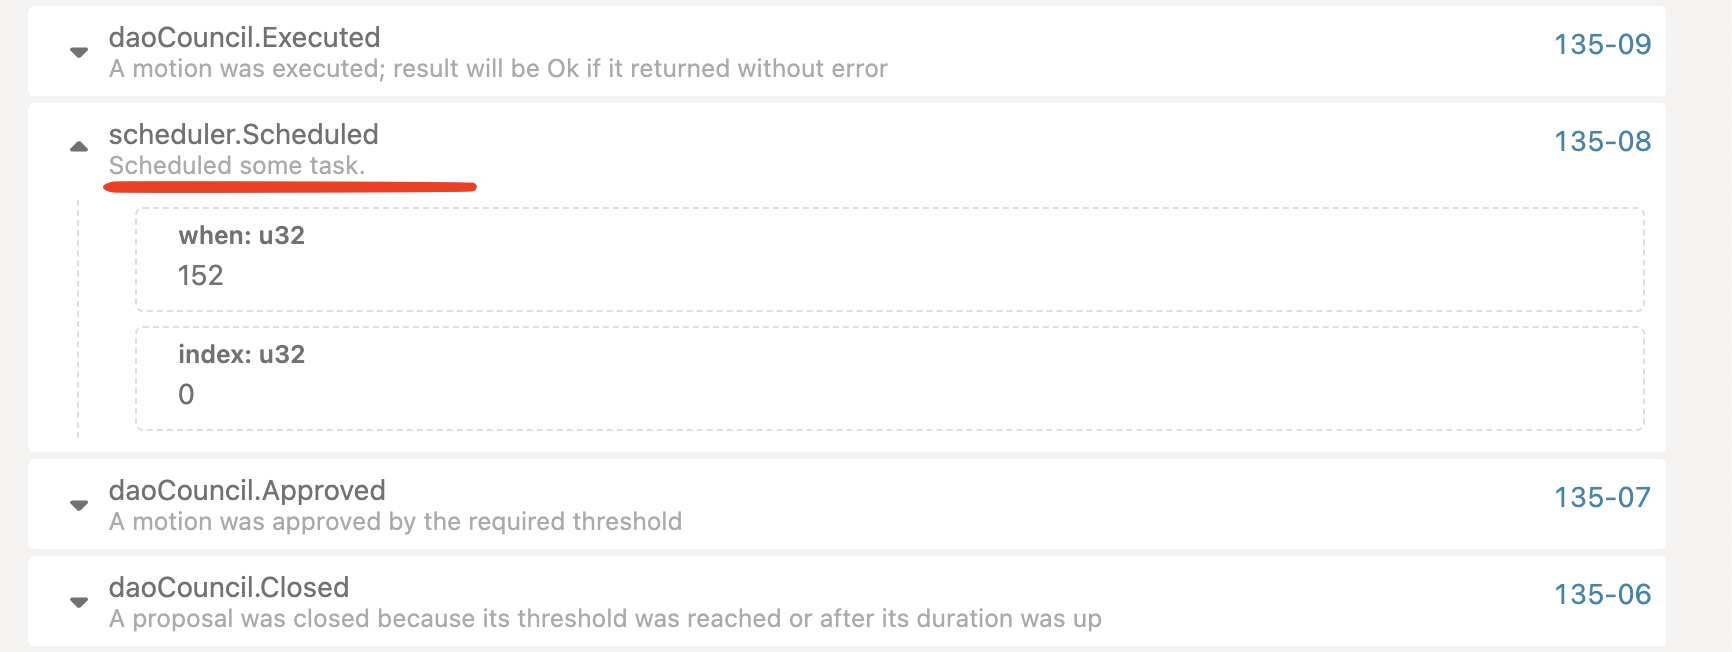 daoCouncil.Executed
135-09
A motion was executed; result will be Ok if it returned without error
scheduler.Scheduled
135-08
Scheduled some task.
when: u32
152
index: u32
0
daoCouncil.Approved
135-07
A motion was approved by the required threshold
daoCouncil.Closed
135-06
A proposal was closed because its threshold was reached or after its duration was up